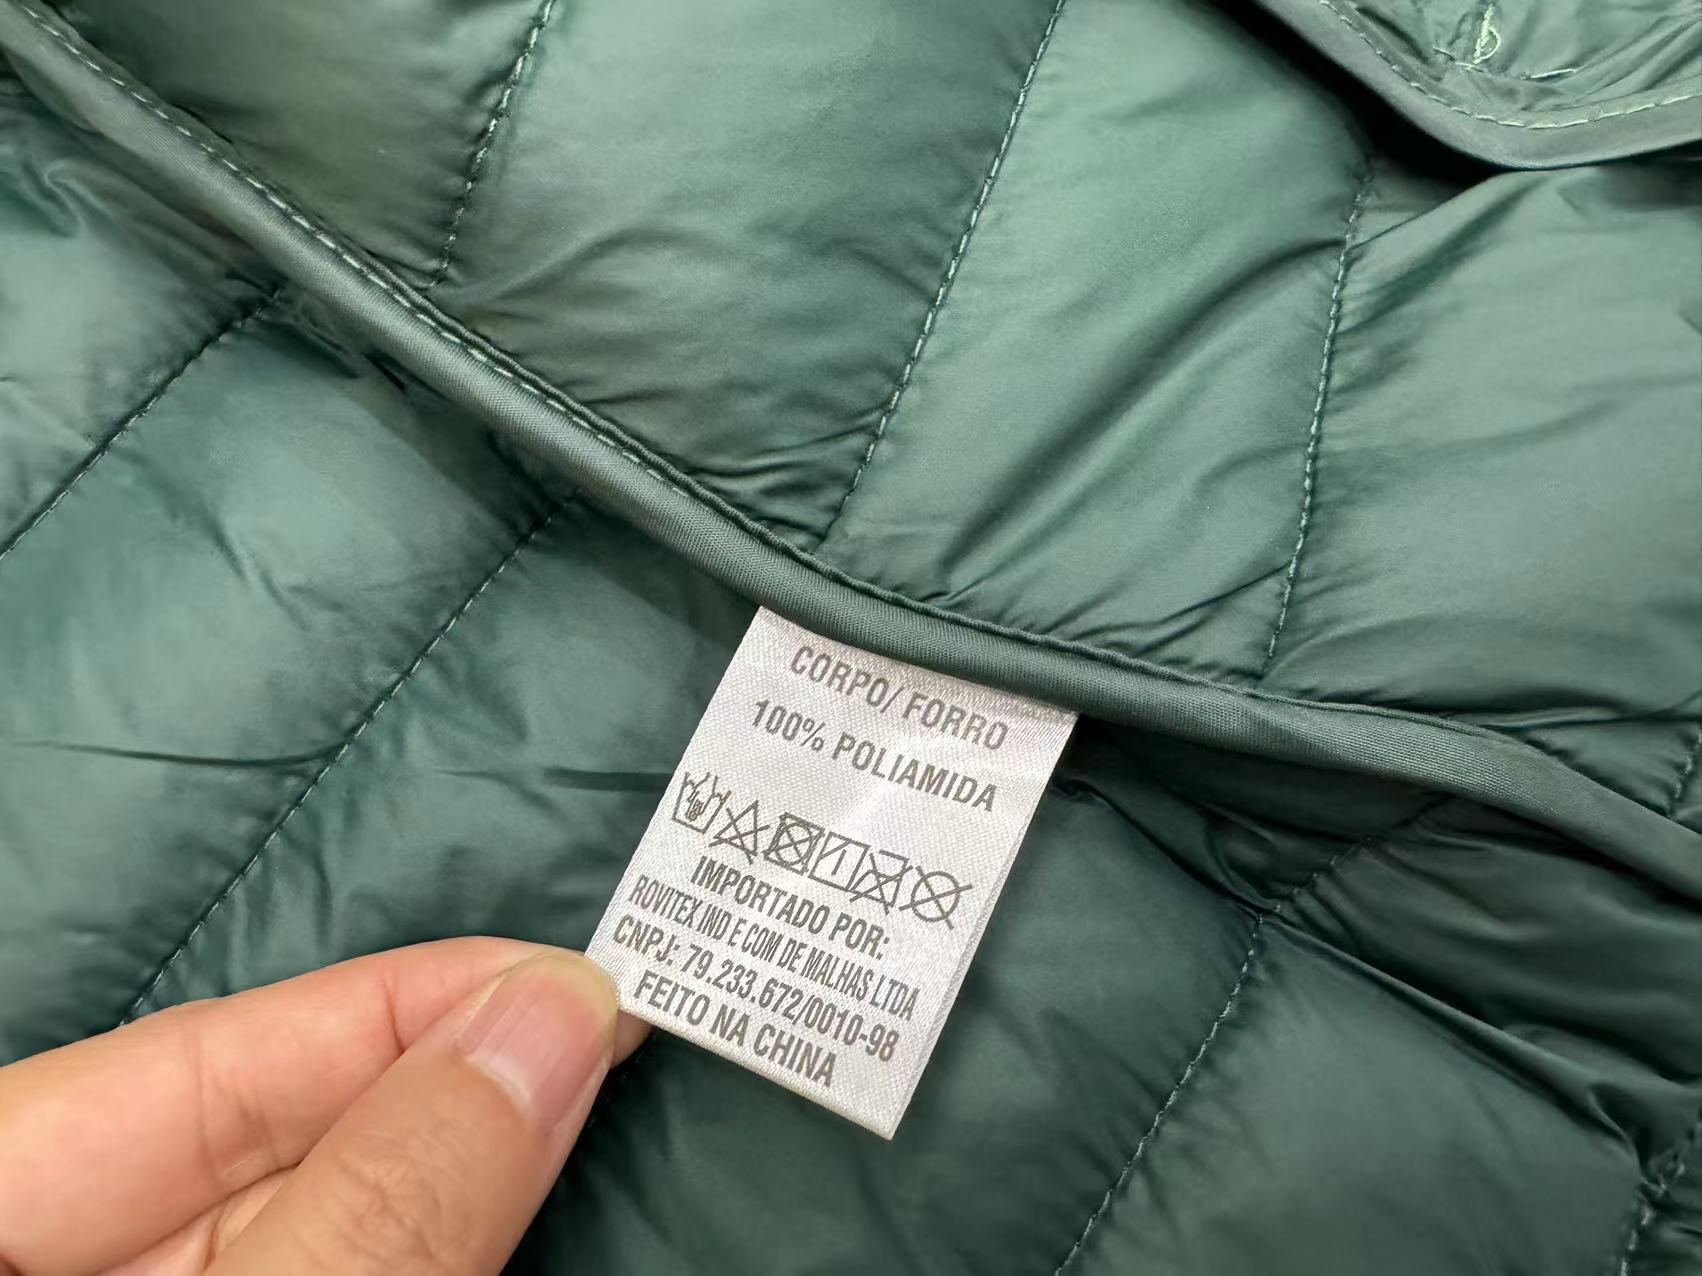 CORPO/ FORRO
100% POLIAMIDA
IMPORTADO POR:
ROVITEX IND E COM DE MALHAS LTDA
CNPJ: 79.233.672/0010-98
FEITO NA CHINA